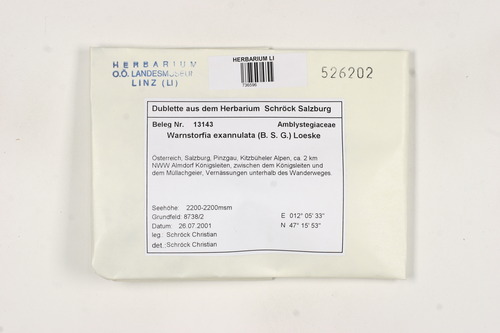 HERBARIUM
O.Ö. LANDESMUSEUM
LINZ (LI)
HERBARIUM LI
736596
526202
Dublette aus dem Herbarium Schröck Salzburg
Beleg Nr. 13143 Amblystegiaceae
Warnstorfia exannulata (B. S. G.) Loeske
Österreich, Salzburg, Pinzgau, Kitzbüheler Alpen, ca. 2 km
NWW Almdorf Königsleiten, zwischen dem Königsleiten und
dem Müllachgeier, Vernässungen unterhalb des Wanderweges.
Seehöhe: 2200-2200msm
Grundfeld: 8738/2 E 012° 05' 33"
Datum: 26.07.2001 N 47° 15' 53"
leg.: Schröck Christian
det.: Schröck Christian